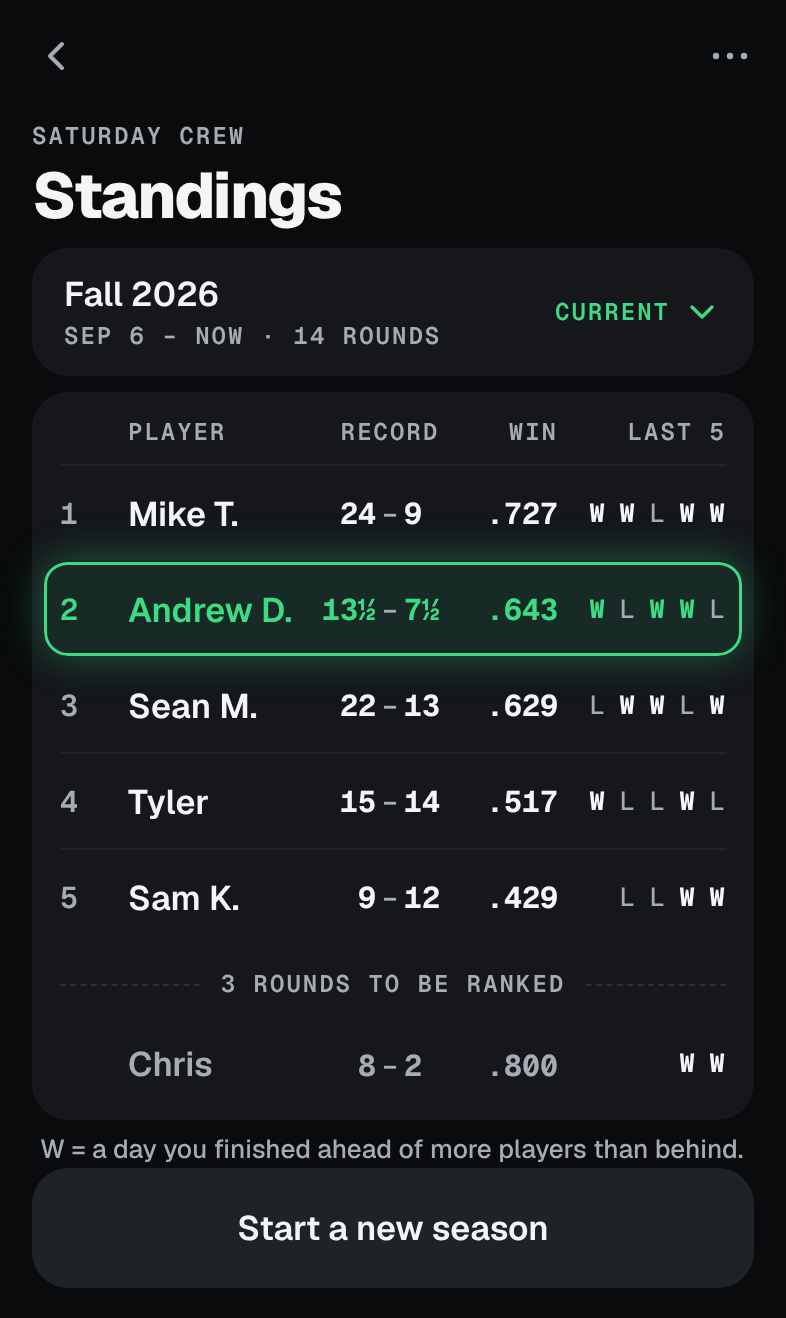 SATURDAY CREW
Standings
Fall 2026
SEP 6 – NOW · 14 ROUNDS
CURRENT
PLAYER RECORD WIN LAST 5
1 Mike T. 24 – 9 .727 W W L W W
2 Andrew D. 13½ – 7½ .643 W L W W L
3 Sean M. 22 – 13 .629 L W W L W
4 Tyler 15 – 14 .517 W L L W L
5 Sam K. 9 – 12 .429 L L W W
3 ROUNDS TO BE RANKED
Chris 8 – 2 .800 W W
W = a day you finished ahead of more players than behind.
Start a new season